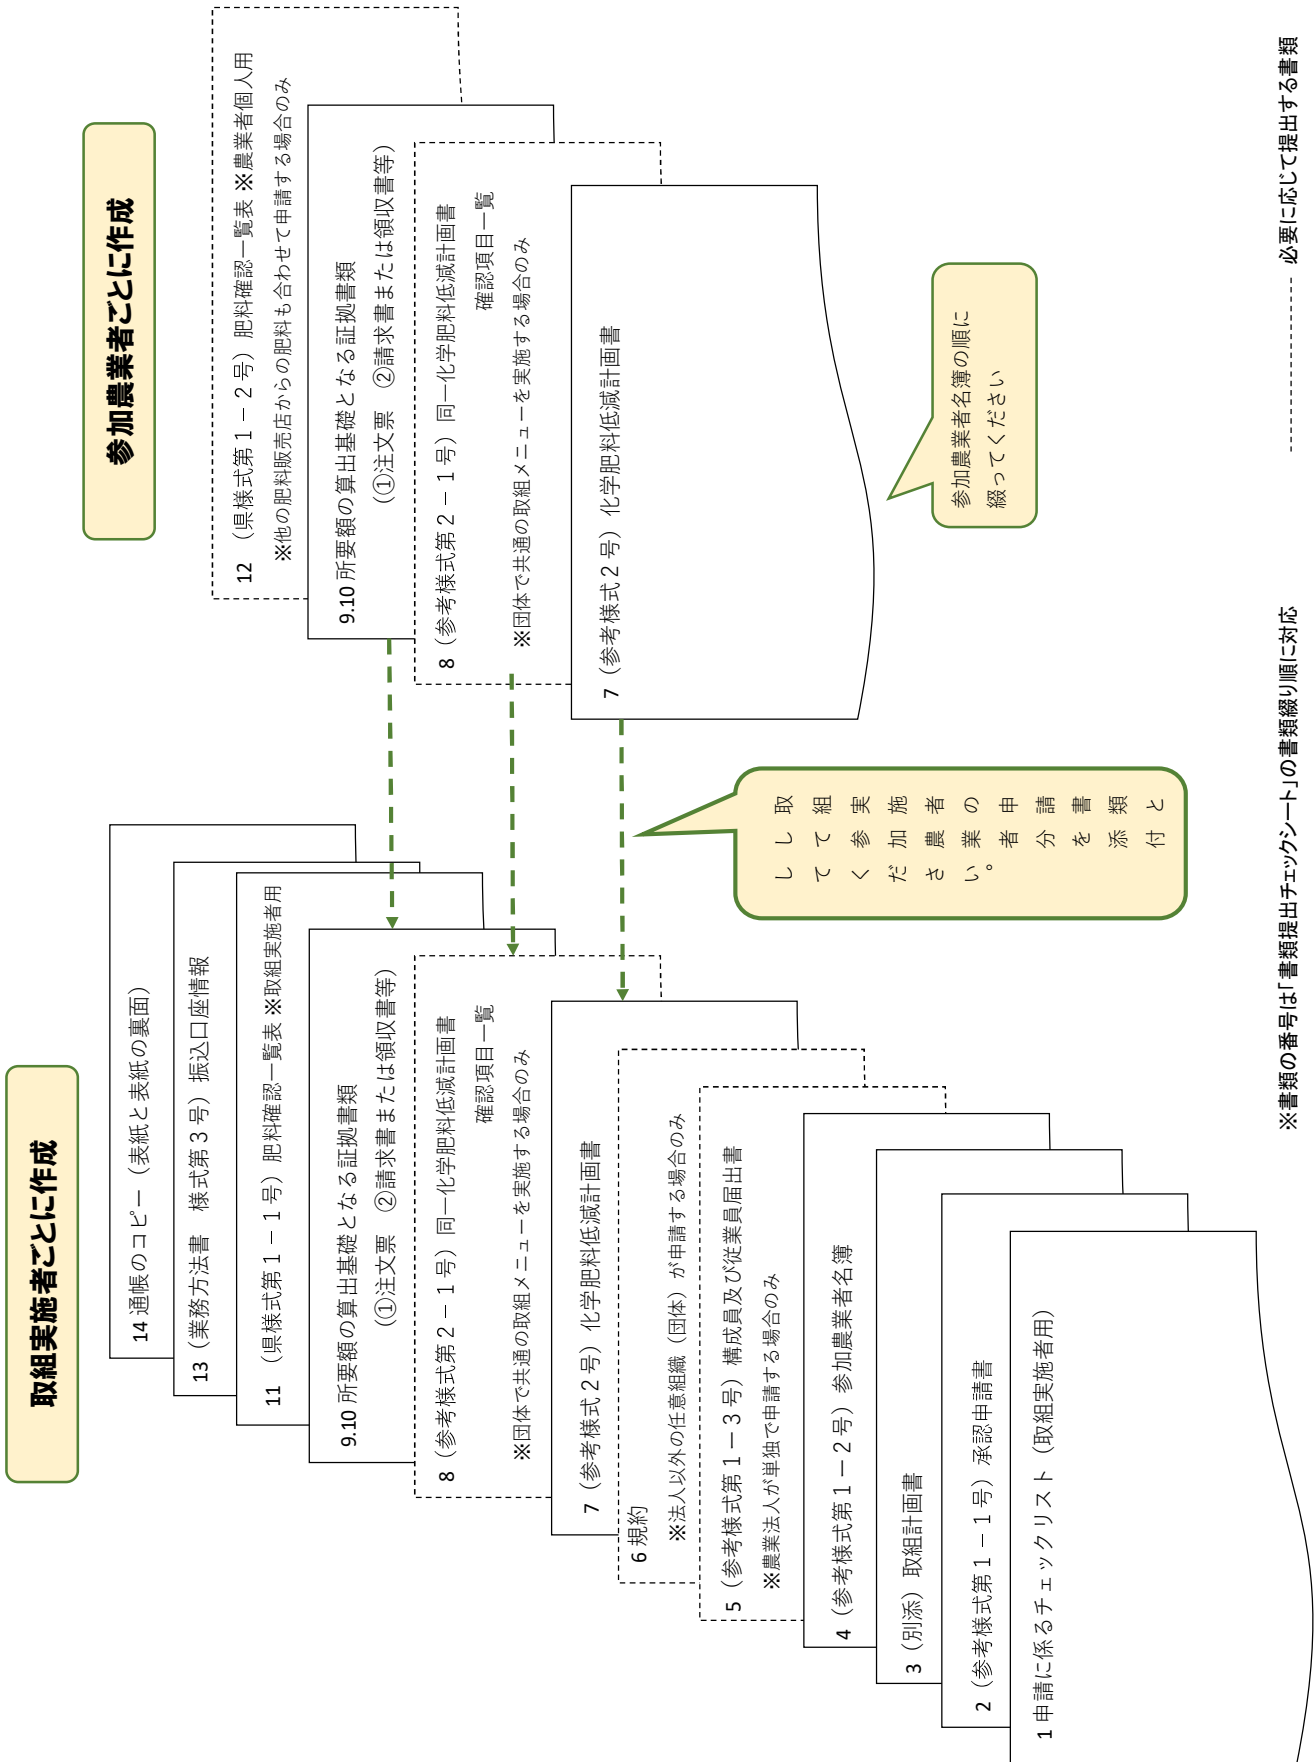 取組実施者ごとに作成
14 通帳のコピー（表紙と表紙の裏面）
13（業務方法書　様式第３号）振込口座情報
11 （県様式第１－１号）肥料確認一覧表 ※取組実施者用
9.10 所要額の算出基礎となる証拠書類
（①注文票　②請求書または領収書等）
8（参考様式第２－１号）同一化学肥料低減計画書
確認項目一覧
※団体で共通の取組メニューを実施する場合のみ
7（参考様式２号）化学肥料低減計画書
6 規約
※法人以外の任意組織（団体）が申請する場合のみ
5（参考様式第１－３号）構成員及び従業員届出書
※農業法人が単独で申請する場合のみ
4（参考様式第１－２号）参加農業者名簿
3（別添）取組計画書
2（参考様式第１－１号）承認申請書
1 申請に係るチェックリスト（取組実施者用）
参加農業者ごとに作成
12 （県様式第１－２号）肥料確認一覧表 ※農業者個人用
※他の肥料販売店からの肥料も合わせて申請する場合のみ
9.10 所要額の算出基礎となる証拠書類
（①注文票　②請求書または領収書等）
8（参考様式第２－１号）同一化学肥料低減計画書
確認項目一覧
※団体で共通の取組メニューを実施する場合のみ
7（参考様式２号）化学肥料低減計画書
取組実施者の申請書類と
して参加農業者分を添付
してください。
参加農業者名簿の順に
綴ってください
※書類の番号は「書類提出チェックシート」の書類綴り順に対応
必要に応じて提出する書類